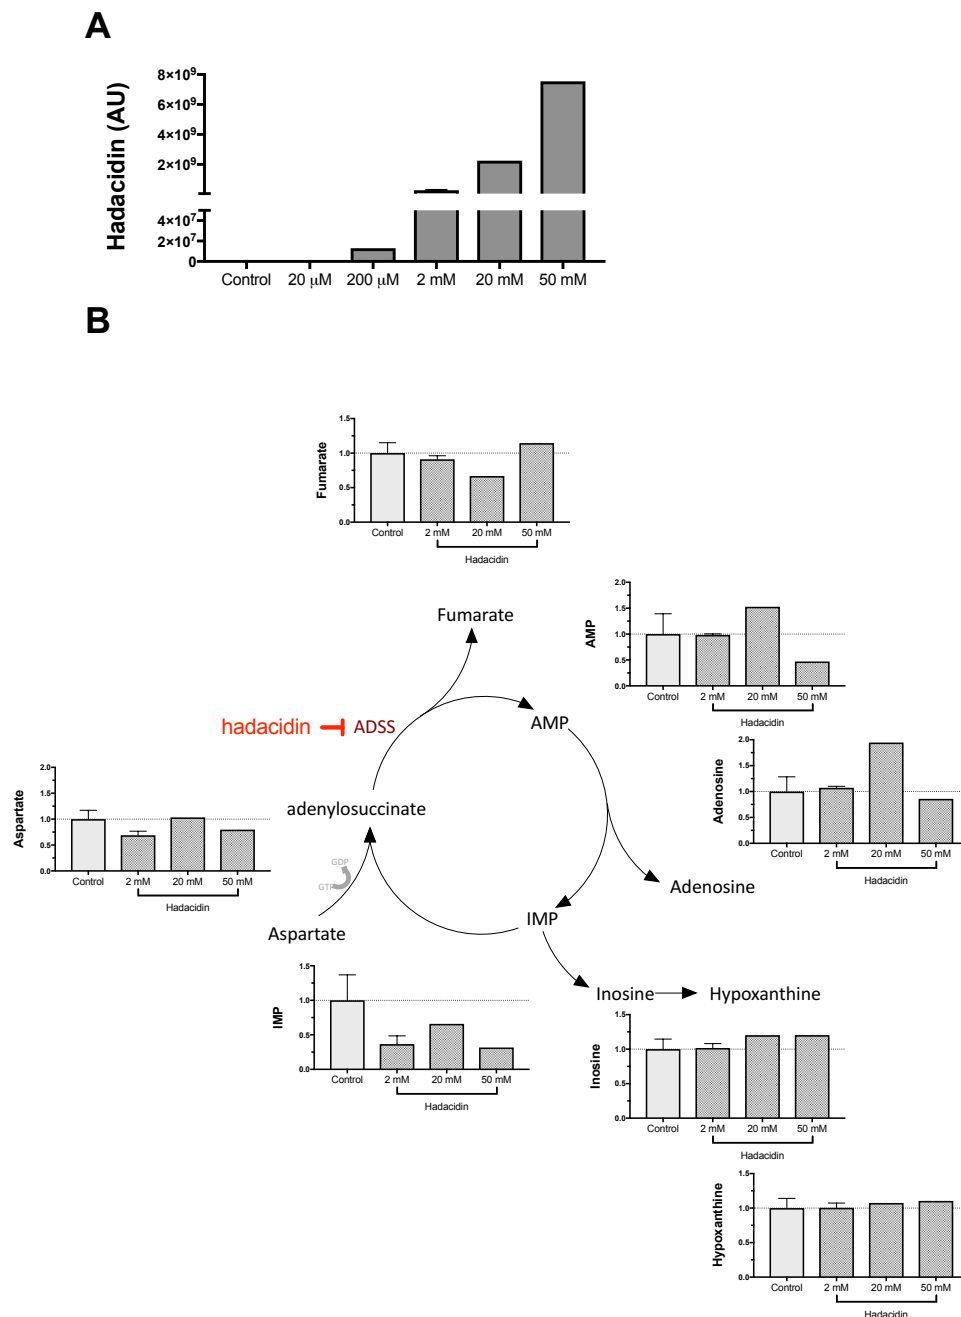 A
Hadacidin (AU)
8×10⁹
6×10⁹
4×10⁹
2×10⁹
4×10⁷
2×10⁷
0
Control 20 μM 200 μM 2 mM 20 mM 50 mM
B
Fumarate
1.5
1.0
0.5
0.0
Control 2 mM 20 mM 50 mM
Hadacidin
AMP
2.0
1.5
1.0
0.5
0.0
Control 2 mM 20 mM 50 mM
Hadacidin
Fumarate
hadacidin ADSS
AMP
Adenosine
2.0
1.5
1.0
0.5
0.0
Control 2 mM 20 mM 50 mM
Hadacidin
Aspartate
2.0
1.5
1.0
0.5
0.0
Control 2 mM 20 mM 50 mM
Hadacidin
adenylosuccinate
GDP
GTP
Adenosine
Aspartate
IMP
IMP
1.5
1.0
0.5
0.0
Control 2 mM 20 mM 50 mM
Hadacidin
Inosine Hypoxanthine
Inosine
1.5
1.0
0.5
0.0
Control 2 mM 20 mM 50 mM
Hadacidin
Hypoxanthine
1.5
1.0
0.5
0.0
Control 2 mM 20 mM 50 mM
Hadacidin